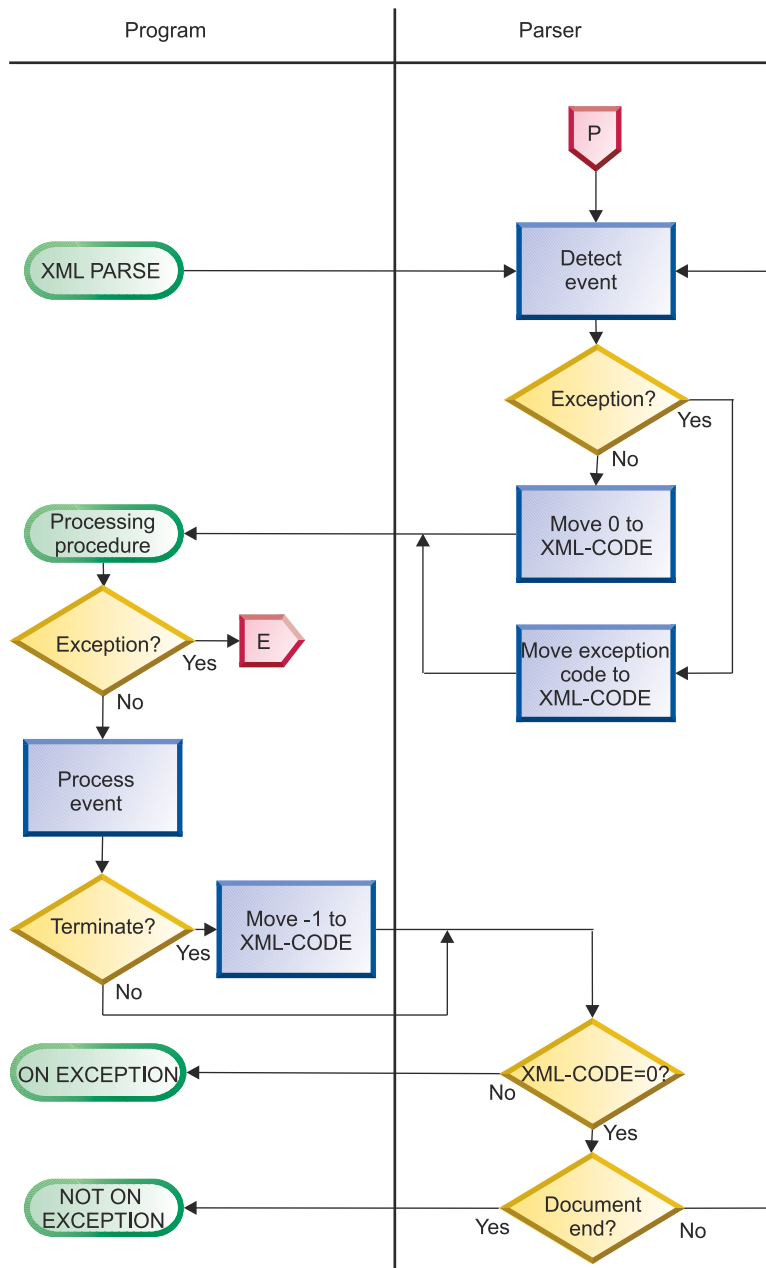 Program
Parser
P
XML PARSE
Detect
event
Exception?
Yes
No
Processing
procedure
Move 0 to
XML-CODE
Exception?
Yes
E
No
Move exception
code to
XML-CODE
Process
event
Terminate?
Yes
Move -1 to
XML-CODE
No
ON EXCEPTION
XML-CODE=0?
No
Yes
NOT ON
EXCEPTION
Yes
Document
end?
No